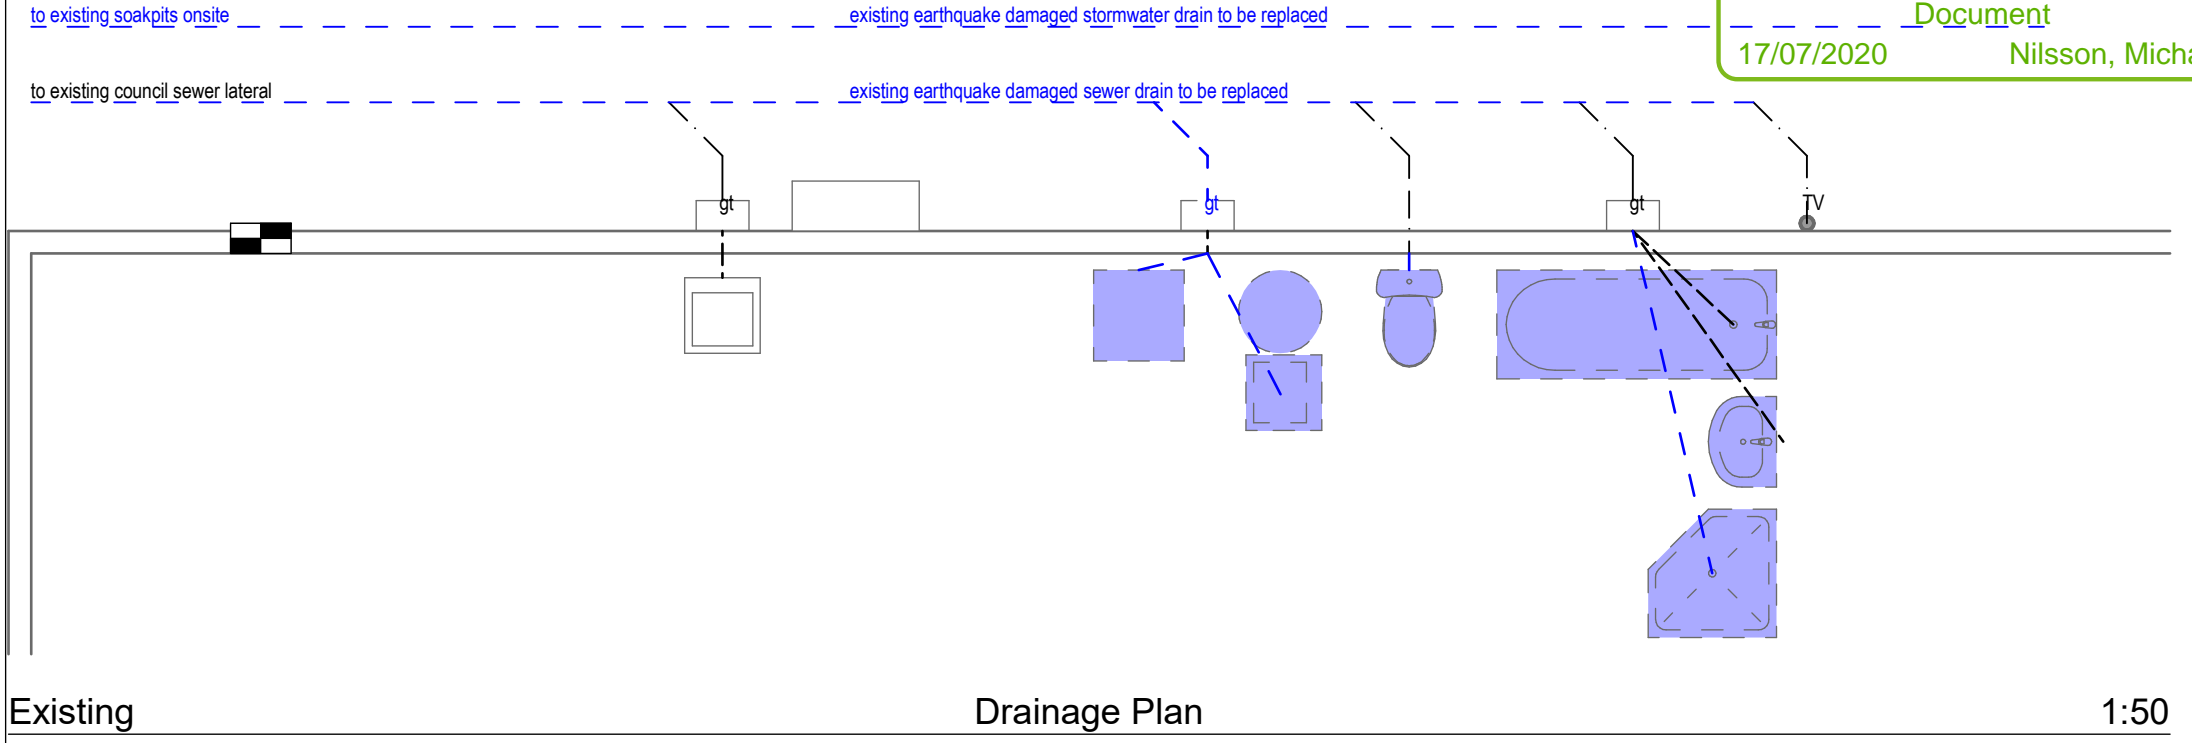 to existing soakpits onsite
existing earthquake damaged stormwater drain to be replaced
Document
17/07/2020
Nilsson,
to existing council sewer lateral
existing earthquake damaged sewer drain to be replaced
gt
gt
gt
TV
Existing
Drainage Plan
1:50